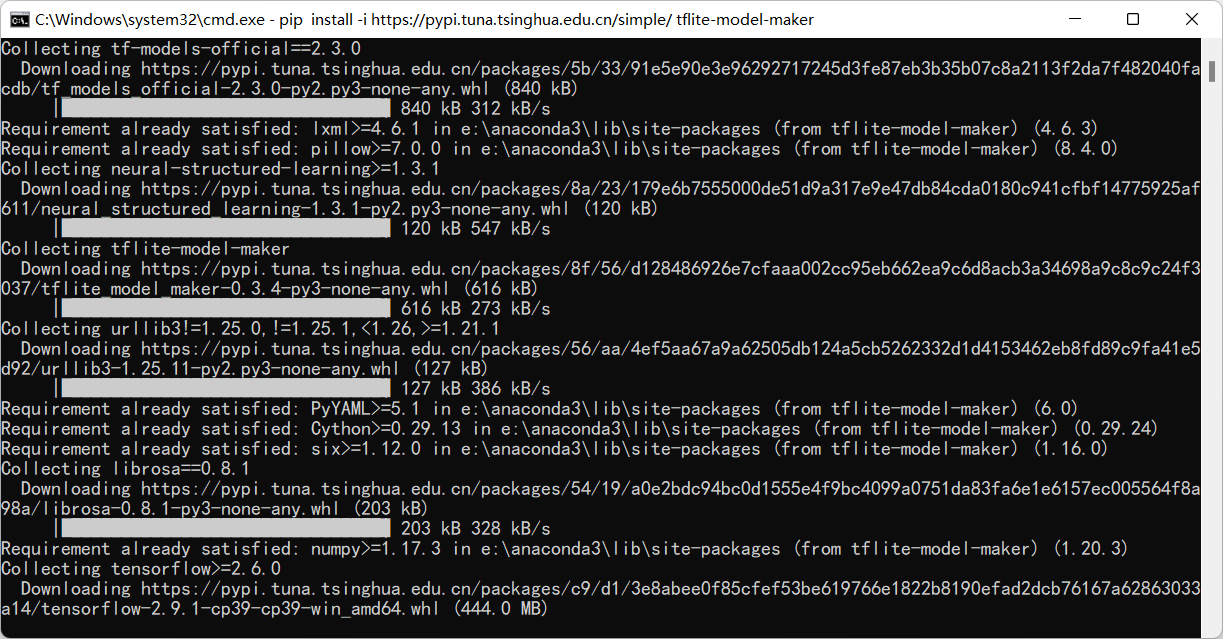 C:\Windows\system32\cmd.exe - pip  install -i https://pypi.tuna.tsinghua.edu.cn/simple/ tflite-model-maker
Collecting tf-models-official==2.3.0
  Downloading https://pypi.tuna.tsinghua.edu.cn/packages/5b/33/91e5e90e3e96292717245d3fe87eb3b35b07c8a2113f2da7f482040fa
cdb/tf_models_official-2.3.0-py2.py3-none-any.whl (840 kB)
     |████████████████████████████████| 840 kB 312 kB/s
Requirement already satisfied: lxml>=4.6.1 in e:\anaconda3\lib\site-packages (from tflite-model-maker) (4.6.3)
Requirement already satisfied: pillow>=7.0.0 in e:\anaconda3\lib\site-packages (from tflite-model-maker) (8.4.0)
Collecting neural-structured-learning>=1.3.1
  Downloading https://pypi.tuna.tsinghua.edu.cn/packages/8a/23/179e6b7555000de51d9a317e9e47db84cda0180c941cfbf14775925af
611/neural_structured_learning-1.3.1-py2.py3-none-any.whl (120 kB)
     |████████████████████████████████| 120 kB 547 kB/s
Collecting tflite-model-maker
  Downloading https://pypi.tuna.tsinghua.edu.cn/packages/8f/56/d128486926e7cfaaa002cc95eb662ea9c6d8acb3a34698a9c8c9c24f3
037/tflite_model_maker-0.3.4-py3-none-any.whl (616 kB)
     |████████████████████████████████| 616 kB 273 kB/s
Collecting urllib3!=1.25.0,!=1.25.1,<1.26,>=1.21.1
  Downloading https://pypi.tuna.tsinghua.edu.cn/packages/56/aa/4ef5aa67a9a62505db124a5cb5262332d1d4153462eb8fd89c9fa41e5
d92/urllib3-1.25.11-py2.py3-none-any.whl (127 kB)
     |████████████████████████████████| 127 kB 386 kB/s
Requirement already satisfied: PyYAML>=5.1 in e:\anaconda3\lib\site-packages (from tflite-model-maker) (6.0)
Requirement already satisfied: Cython>=0.29.13 in e:\anaconda3\lib\site-packages (from tflite-model-maker) (0.29.24)
Requirement already satisfied: six>=1.12.0 in e:\anaconda3\lib\site-packages (from tflite-model-maker) (1.16.0)
Collecting librosa==0.8.1
  Downloading https://pypi.tuna.tsinghua.edu.cn/packages/54/19/a0e2bdc94bc0d1555e4f9bc4099a0751da83fa6e1e6157ec005564f8a
98a/librosa-0.8.1-py3-none-any.whl (203 kB)
     |████████████████████████████████| 203 kB 328 kB/s
Requirement already satisfied: numpy>=1.17.3 in e:\anaconda3\lib\site-packages (from tflite-model-maker) (1.20.3)
Collecting tensorflow>=2.6.0
  Downloading https://pypi.tuna.tsinghua.edu.cn/packages/c9/d1/3e8abee0f85cfef53be619766e1822b8190efad2dcb76167a62863033
a14/tensorflow-2.9.1-cp39-cp39-win_amd64.whl (444.0 MB)